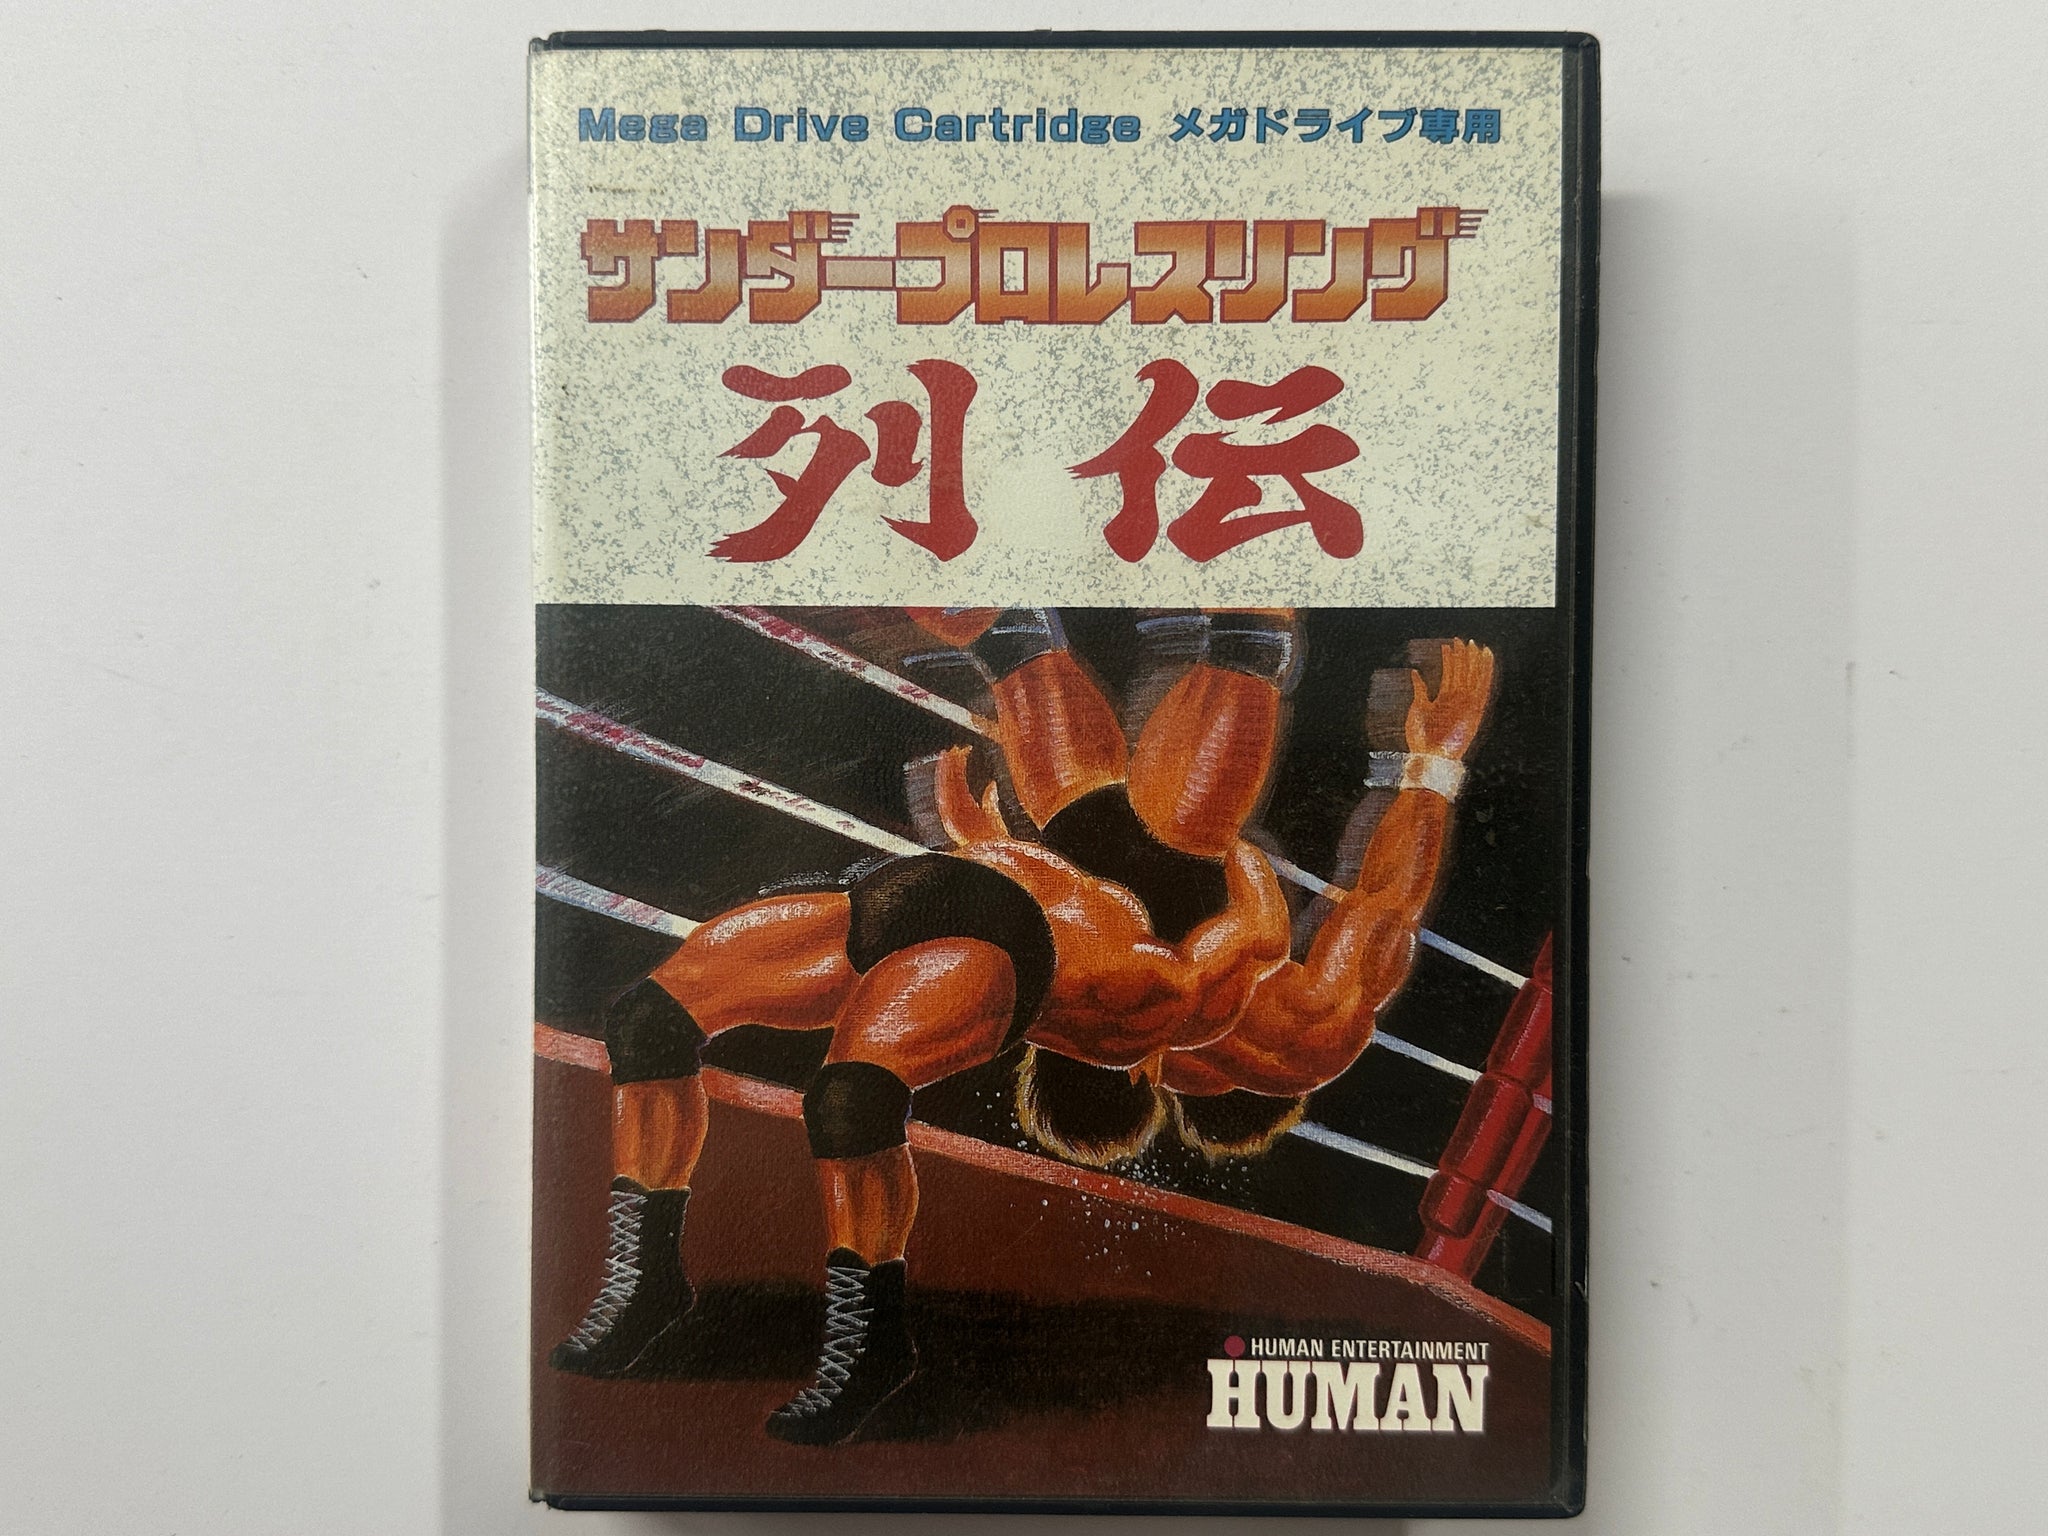 Mega Drive Cartridge メガドライブ専用
サンダープロレスリング
列伝
HUMAN ENTERTAINMENT
HUMAN